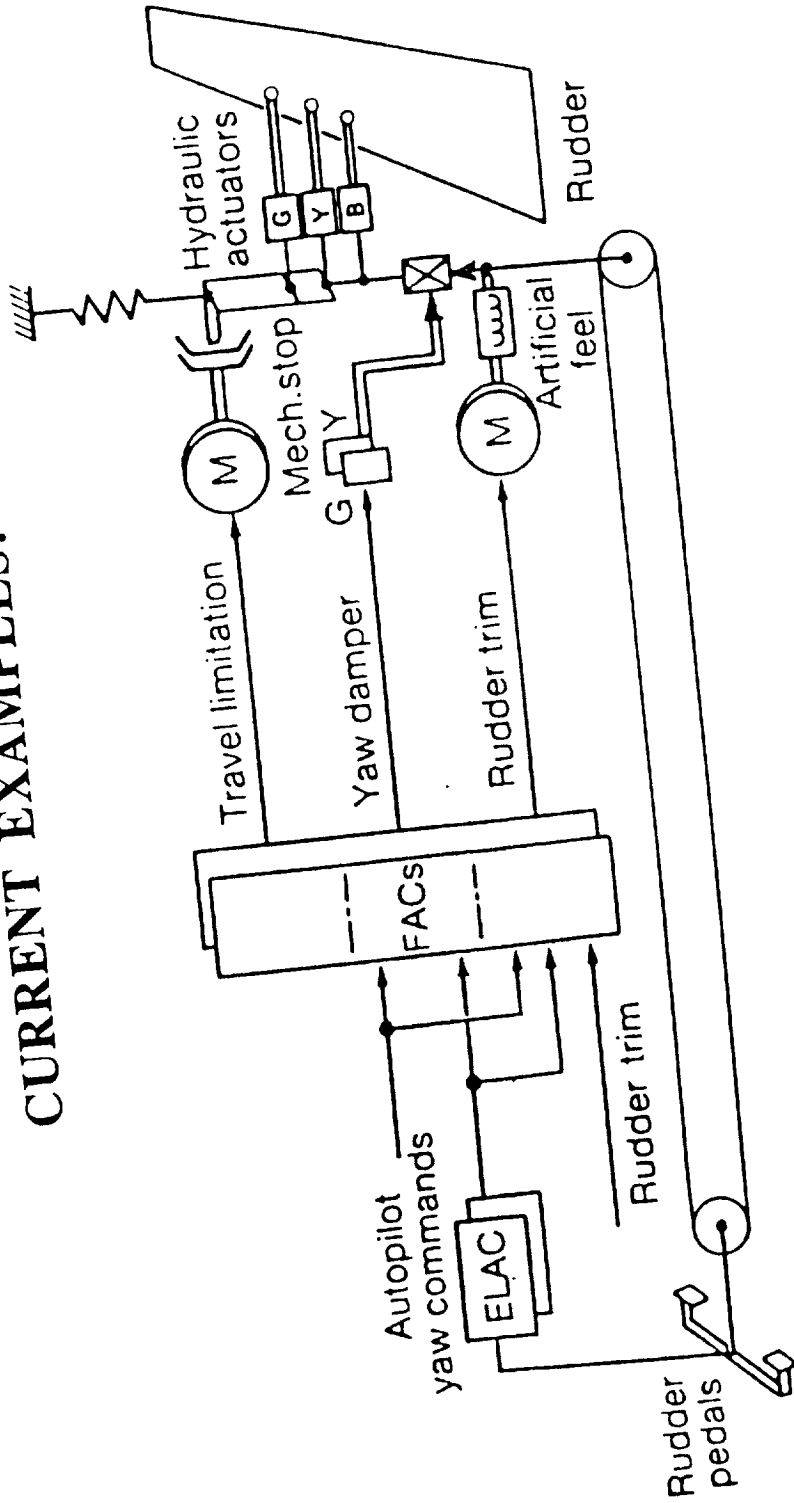 CURRENT EXAMPLES:
Travel limitation
M
Mech.stop
Hydraulic
actuators
G
Y
B
Rudder
Yaw damper
G Y
Rudder trim
M
Artificial
feel
FACs
Autopilot
yaw commands
ELAC
Rudder trim
Rudder
pedals